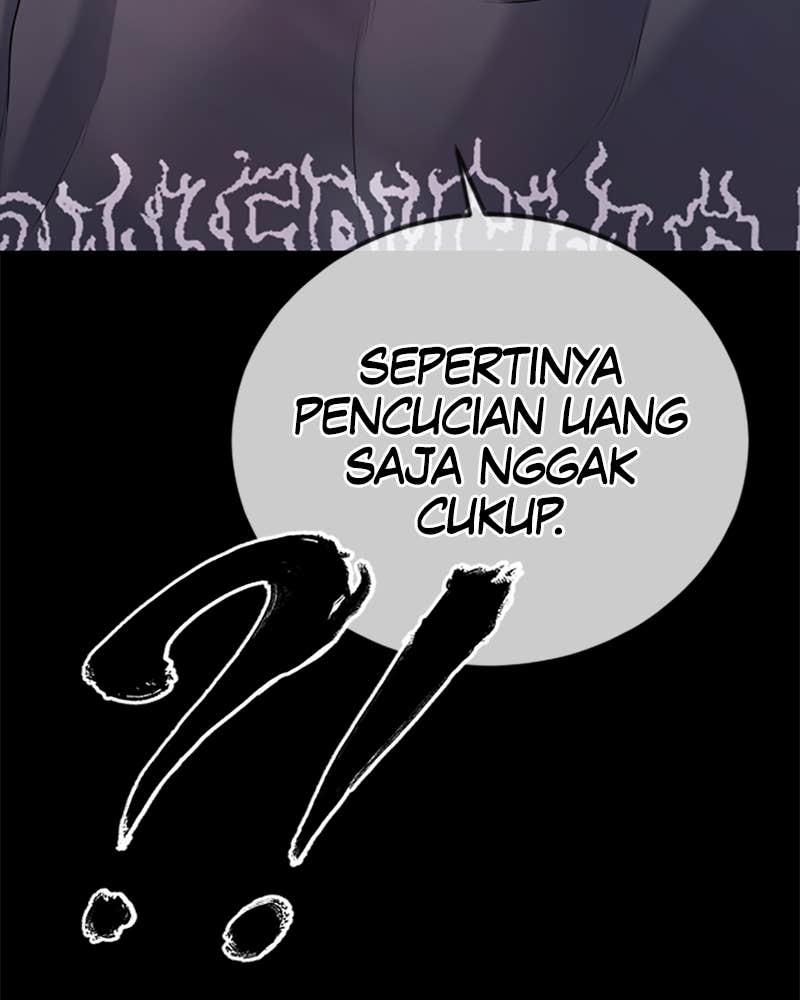 SEPERTINYA
PENCUCIAN UANG
SAJA NGGAK
CUKUP.
?!